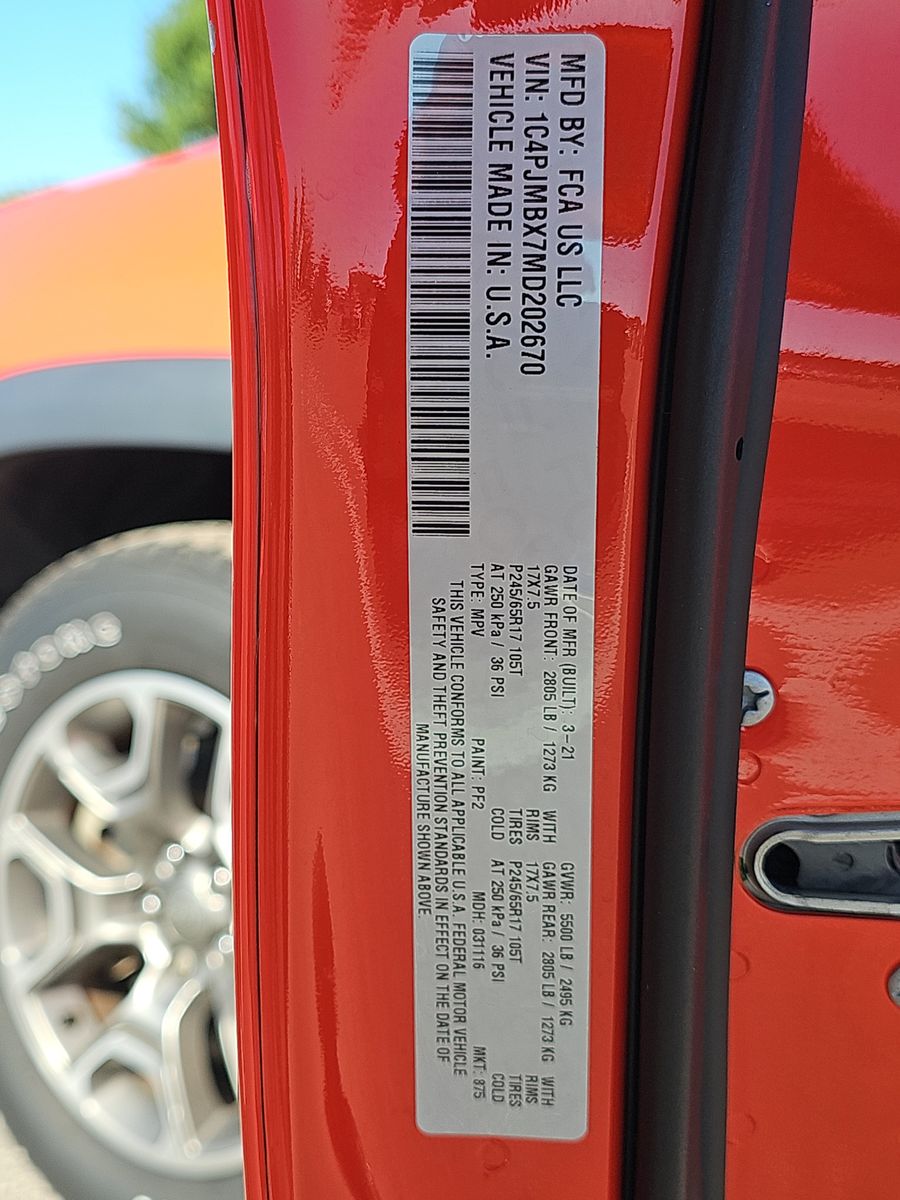 MFD BY: FCA US LLC
VIN: 1C4PJMBX7MD202670
VEHICLE MADE IN: U.S.A.
DATE OF MFR (BUILT): 3-21 GVWR: 5500 LB / 2495 KG
GAWR FRONT: 2805 LB / 1273 KG WITH GAWR REAR: 2805 LB / 1273 KG WITH
17X7.5 RIMS 17X7.5 RIMS
P245/65R17 105T TIRES P245/65R17 105T TIRES
AT 250 kPa / 36 PSI COLD AT 250 kPa / 36 PSI COLD
TYPE: MPV PAINT: PF2 MDH: 031116 MKT: 875
THIS VEHICLE CONFORMS TO ALL APPLICABLE U.S.A. FEDERAL MOTOR VEHICLE
SAFETY AND THEFT PREVENTION STANDARDS IN EFFECT ON THE DATE OF
MANUFACTURE SHOWN ABOVE.